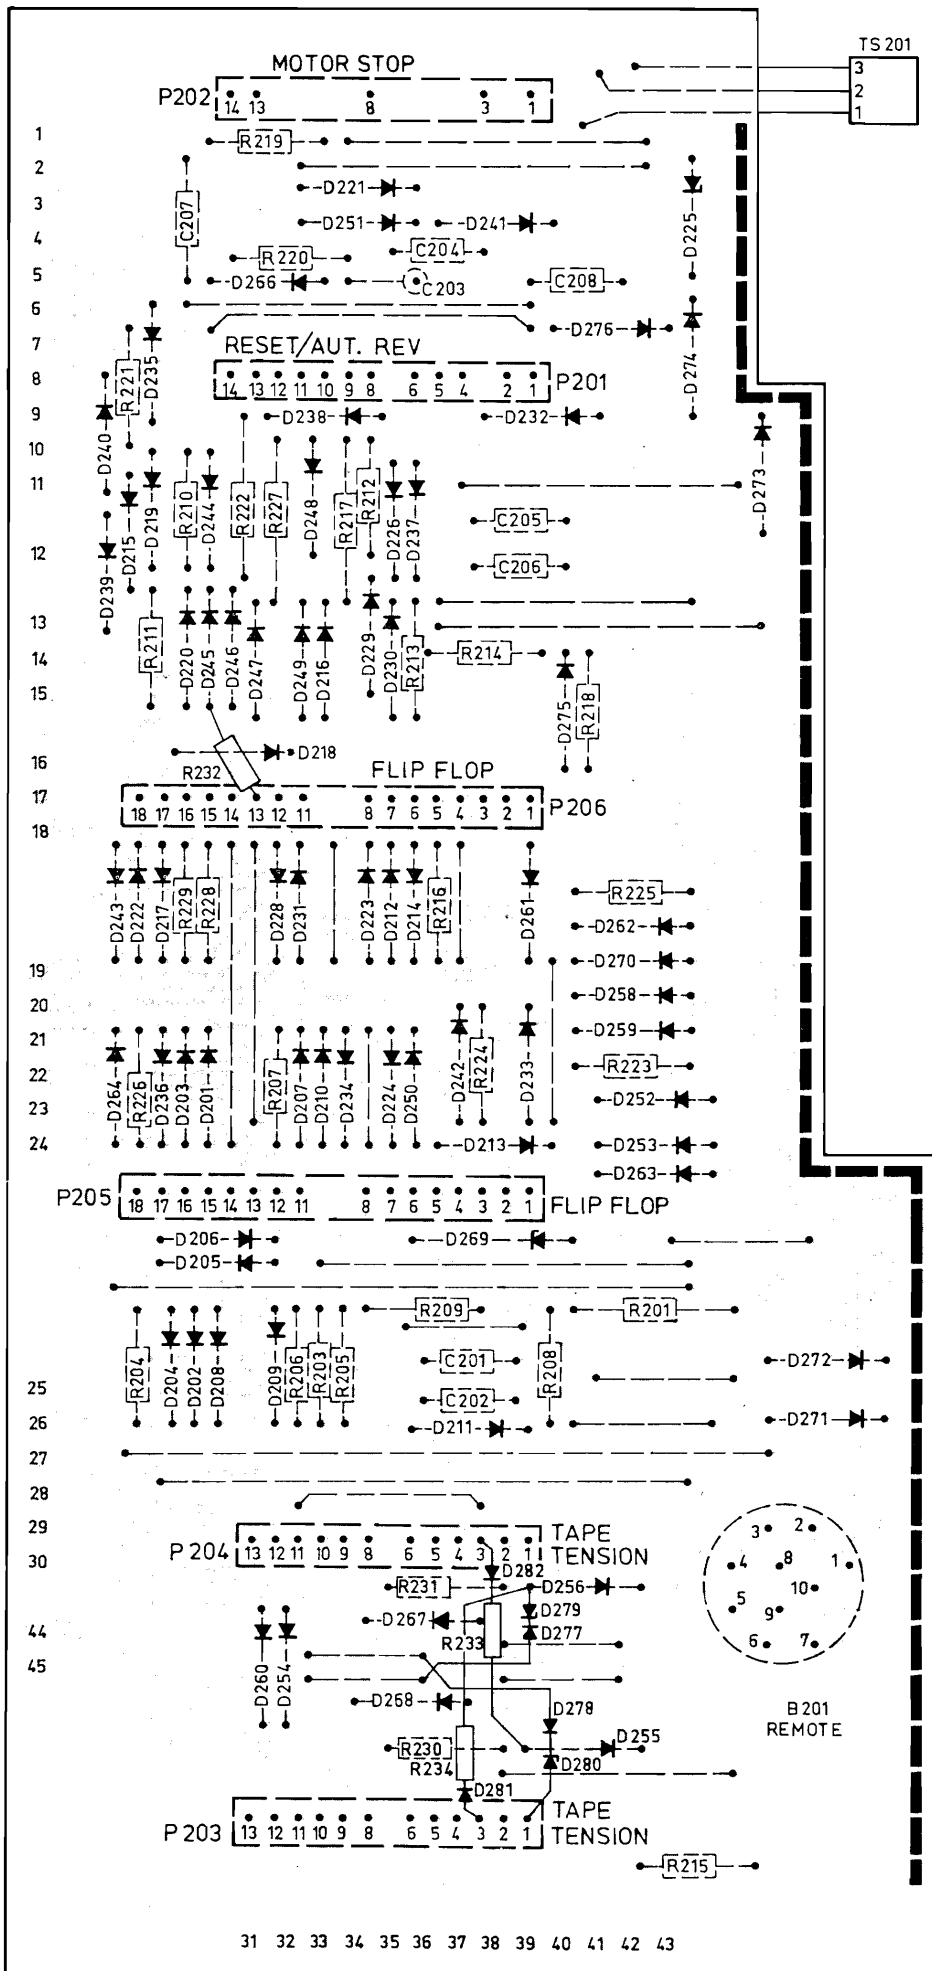 TS 201
MOTOR STOP
3
P202
14 13 8 3 1
2
1
1
R219
2
D221
3
C207
D251 D241
D225
4
R220 C204
5
D266 C203 C208
6
D276
7
D235
D274
RESET/AUT. REV
8
R221
14 13 12 11 10 9 8 6 5 4 2 1
P201
9
D240
D238 D232
10
D273
11
D215 D219 R210 D244 R222 R227 D248 R217 R212 D226 D237
C205
12
D239
C206
13
R211 D220 D245 D246 D247 D249 D216 D229 D230 R213
14
R214
15
D275 R218
D218
16
R232
FLIP FLOP
17
18 17 16 15 14 13 12 11 8 7 6 5 4 3 2 1
P206
18
D243 D222 D217 R229 R228 D228 D231 D223 D212 D214 R216 D261
R225
D262
19
D270
D258
20
D259
21
R223
22
D264 R226 D236 D203 D201 R207 D207 D210 D234 D224 D250 D242 R224 D233
D252
23
24
D213 D253
D263
P205
18 17 16 15 14 13 12 11 8 7 6 5 4 3 2 1
FLIP FLOP
D206 D269
D205
R209 R201
R204 D204 D202 D208 D209 R206 R203 R205
C201
R208
D272
25
C202
26
D211 D271
27
28
29
TAPE
TENSION
P 204
13 12 11 10 9 8 6 5 4 3 2 1
30
D282
3 2
4 8 1
R231 D256
10
5 9
D279
D267
44
R233 D277
6 7
45
D260 D254
D268 D278
B201
REMOTE
R230 D255
R234 D280
D281
TAPE
TENSION
P 203
13 12 11 10 9 8 6 5 4 3 2 1
R215
31 32 33 34 35 36 37 38 39 40 41 42 43